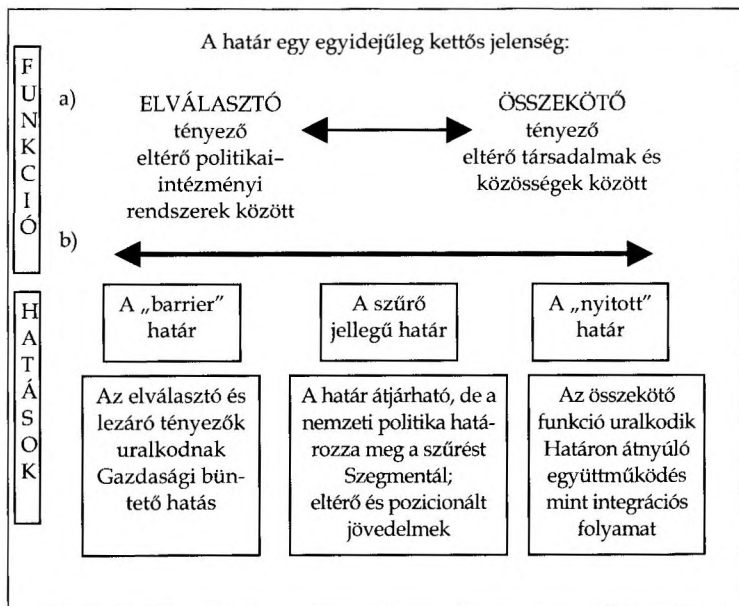 A határ egy egyidejűleg kettős jelenség:
FUNKCIÓ
a)
ELVÁLASZTÓ
tényező
eltérő politikai–
intézményi
rendszerek között
ÖSSZEKÖTŐ
tényező
eltérő társadalmak és
közösségek között
b)
HATÁSOK
A „barrier”
határ
A szűrő
jellegű határ
A „nyitott”
határ
Az elválasztó és
lezáró tényezők
uralkodnak
Gazdasági bün-
tető hatás
A határ átjárható, de a
nemzeti politika hatá-
rozza meg a szűrést
Szegmentál;
eltérő és pozicionált
jövedelmek
Az összekötő
funkció uralkodik
Határon átnyúló
együttműködés
mint integrációs
folyamat